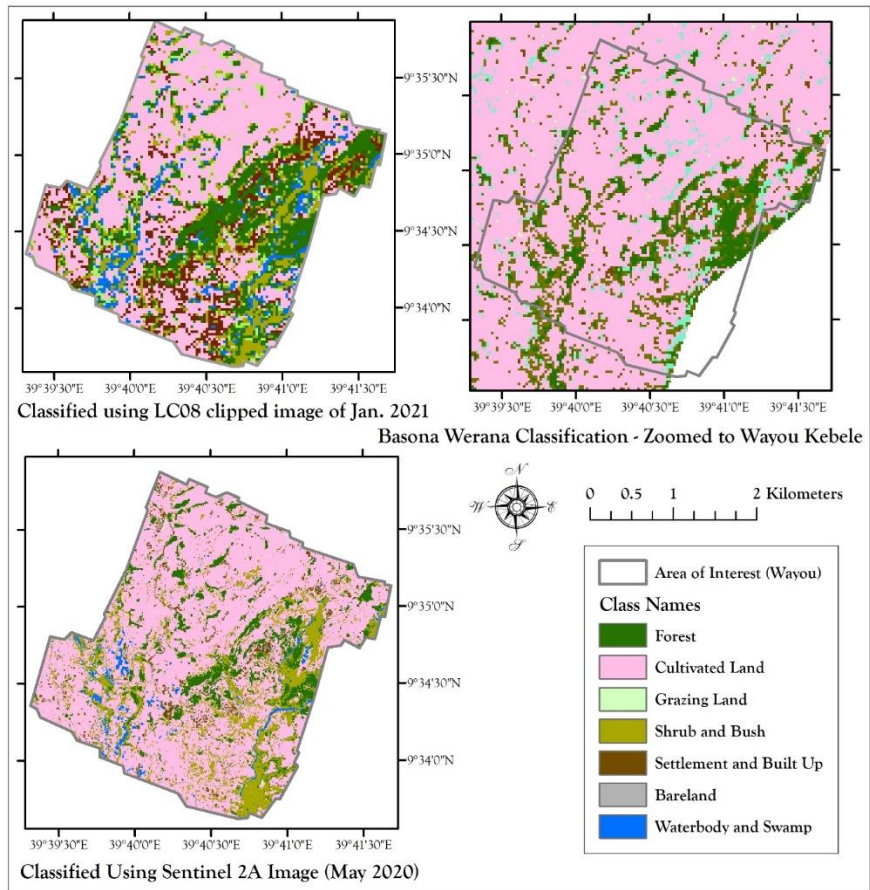 9°35'30"N
9°35'0"N
9°34'30"N
9°34'0"N
39°39'30"E 39°40'0"E 39°40'30"E 39°41'0"E 39°41'30"E
Classified using LC08 clipped image of Jan. 2021
39°39'30"E 39°40'0"E 39°40'30"E 39°41'0"E 39°41'30"E
Basona Werana Classification - Zoomed to Wayou Kebele
9°35'30"N
9°35'0"N
9°34'30"N
9°34'0"N
39°39'30"E 39°40'0"E 39°40'30"E 39°41'0"E 39°41'30"E
Classified Using Sentinel 2A Image (May 2020)
N
W E
S
0 0.5 1 2 Kilometers
Area of Interest (Wayou)
Class Names
Forest
Cultivated Land
Grazing Land
Shrub and Bush
Settlement and Built Up
Bareland
Waterbody and Swamp